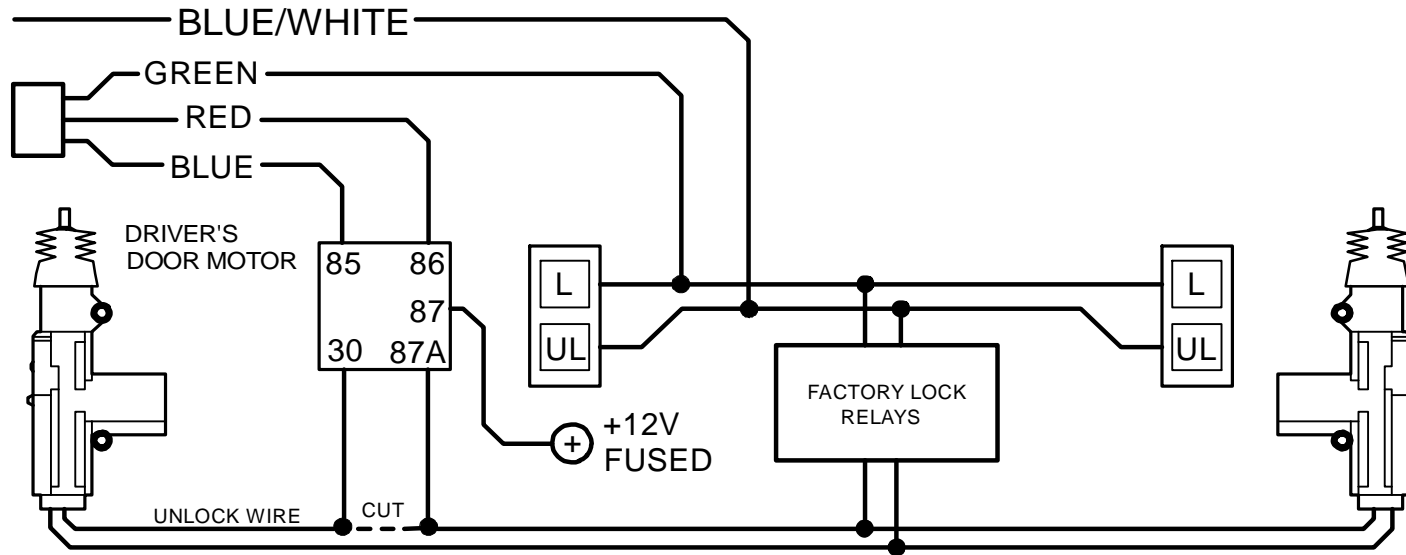 BLUE/WHITE
GREEN
RED
BLUE
DRIVER'S
DOOR MOTOR
85 86
87
30 87A
L
UL
L
UL
FACTORY LOCK
RELAYS
+12V
FUSED
+
UNLOCK WIRE
CUT